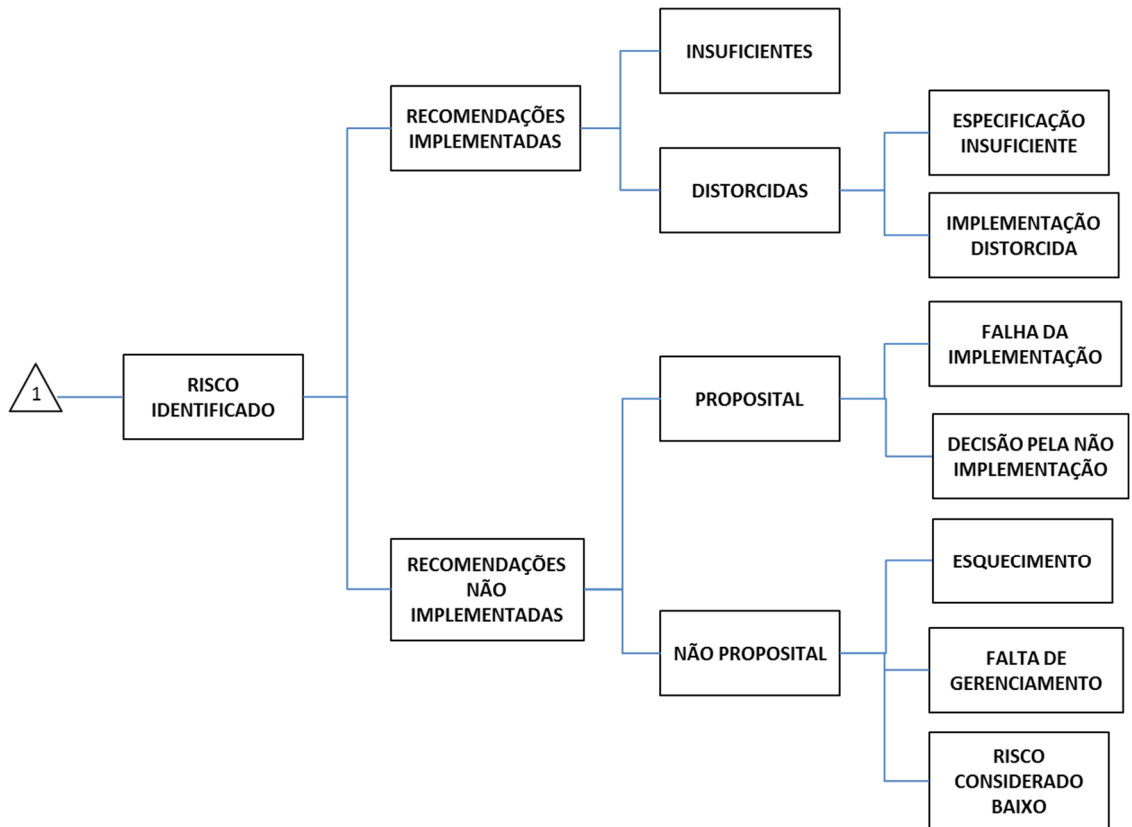 1
RISCO
IDENTIFICADO
RECOMENDAÇÕES
IMPLEMENTADAS
INSUFICIENTES
DISTORCIDAS
ESPECIFICAÇÃO
INSUFICIENTE
IMPLEMENTAÇÃO
DISTORCIDA
RECOMENDAÇÕES
NÃO
IMPLEMENTADAS
PROPOSITAL
FALHA DA
IMPLEMENTAÇÃO
DECISÃO PELA NÃO
IMPLEMENTAÇÃO
NÃO PROPOSITAL
ESQUECIMENTO
FALTA DE
GERENCIAMENTO
RISCO
CONSIDERADO
BAIXO